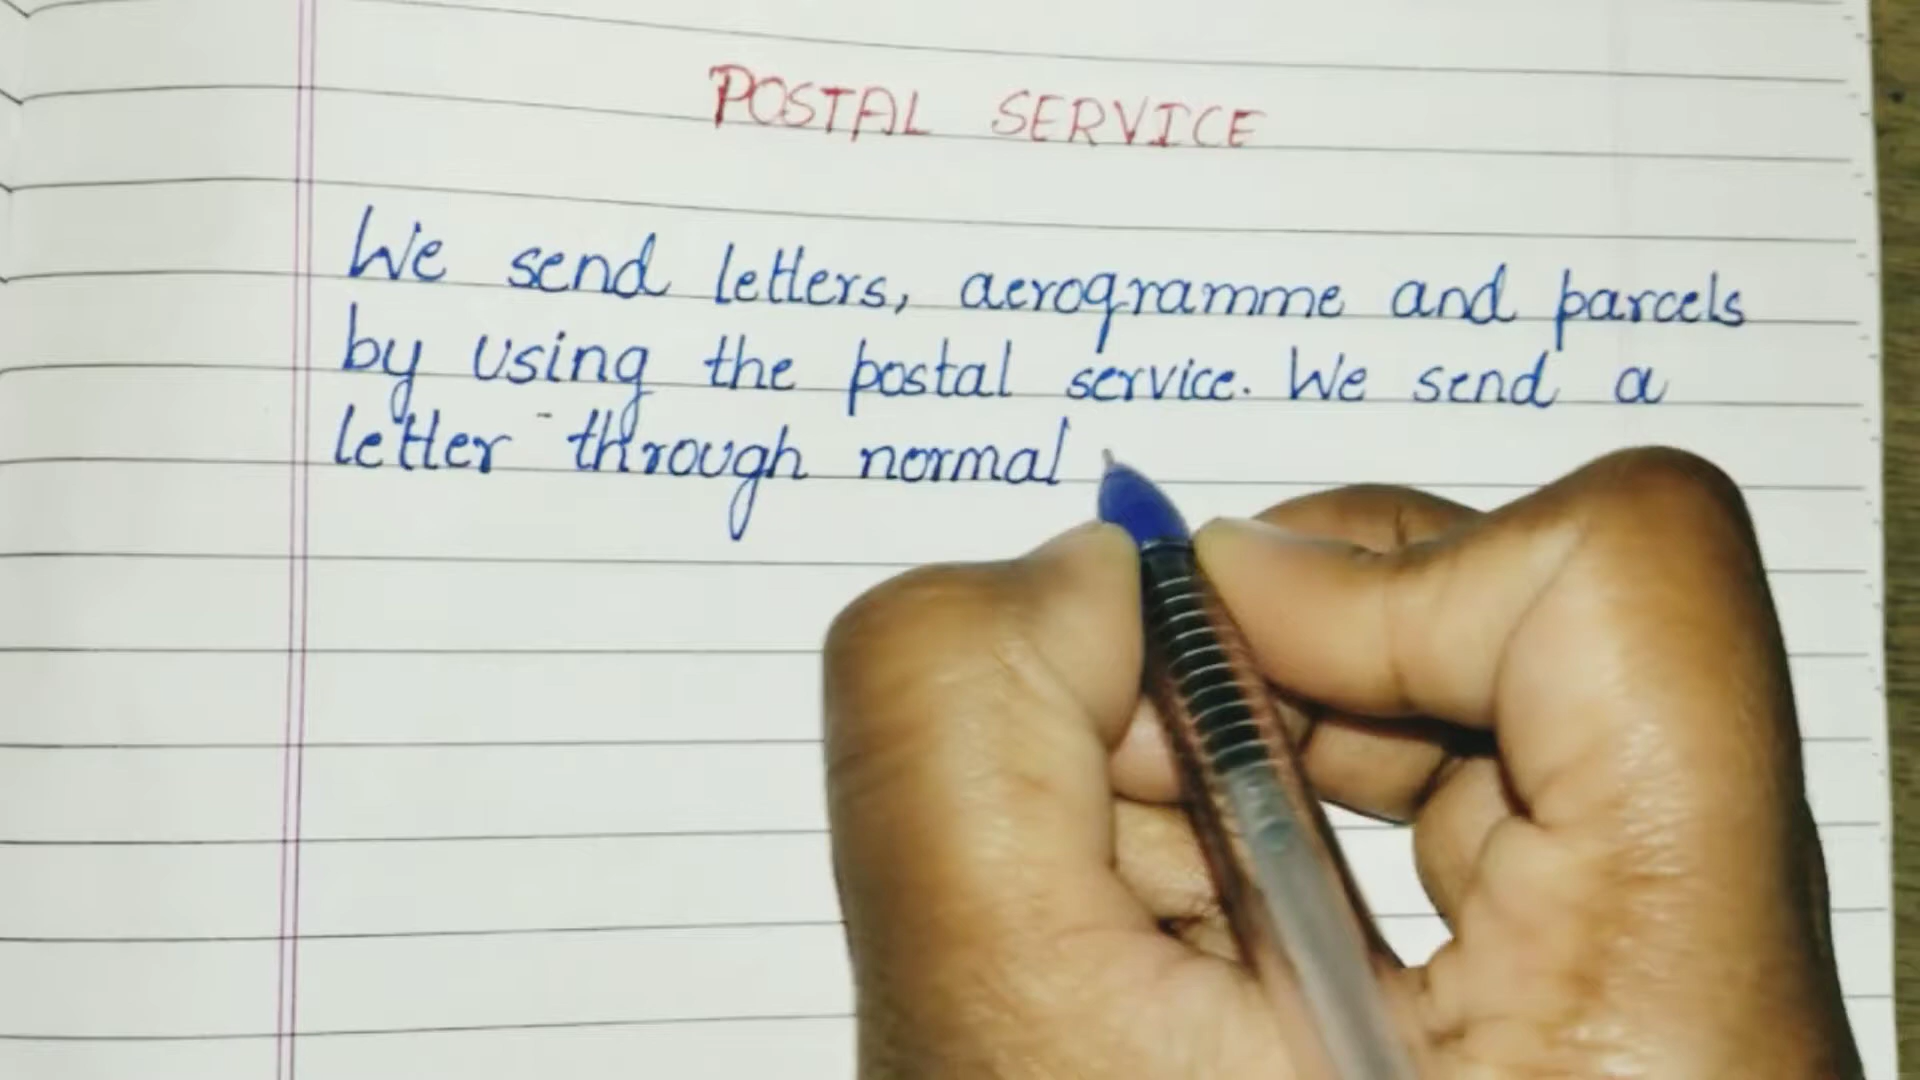 POSTAL SERVICE
We send letters, aerogramme and parcels
by using the postal service. We send a
letter through normal